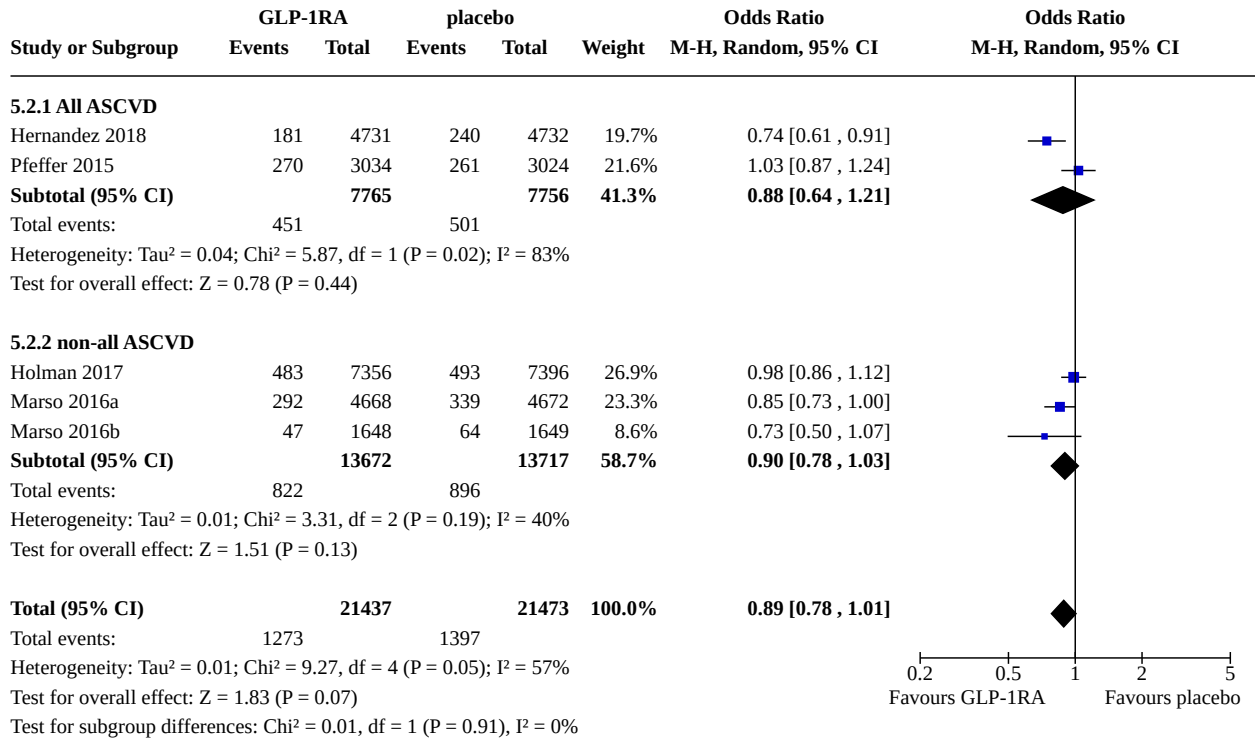 GLP-1RA placebo Odds Ratio Odds Ratio
Study or Subgroup Events Total Events Total Weight M-H, Random, 95% CI M-H, Random, 95% CI
5.2.1 All ASCVD
Hernandez 2018 181 4731 240 4732 19.7% 0.74 [0.61 , 0.91]
Pfeffer 2015 270 3034 261 3024 21.6% 1.03 [0.87 , 1.24]
Subtotal (95% CI) 7765 7756 41.3% 0.88 [0.64 , 1.21]
Total events: 451 501
Heterogeneity: Tau² = 0.04; Chi² = 5.87, df = 1 (P = 0.02); I² = 83%
Test for overall effect: Z = 0.78 (P = 0.44)
5.2.2 non-all ASCVD
Holman 2017 483 7356 493 7396 26.9% 0.98 [0.86 , 1.12]
Marso 2016a 292 4668 339 4672 23.3% 0.85 [0.73 , 1.00]
Marso 2016b 47 1648 64 1649 8.6% 0.73 [0.50 , 1.07]
Subtotal (95% CI) 13672 13717 58.7% 0.90 [0.78 , 1.03]
Total events: 822 896
Heterogeneity: Tau² = 0.01; Chi² = 3.31, df = 2 (P = 0.19); I² = 40%
Test for overall effect: Z = 1.51 (P = 0.13)
Total (95% CI) 21437 21473 100.0% 0.89 [0.78 , 1.01]
Total events: 1273 1397
Heterogeneity: Tau² = 0.01; Chi² = 9.27, df = 4 (P = 0.05); I² = 57%
0.2 0.5 1 2 5
Test for overall effect: Z = 1.83 (P = 0.07)
Favours GLP-1RA Favours placebo
Test for subgroup differences: Chi² = 0.01, df = 1 (P = 0.91), I² = 0%